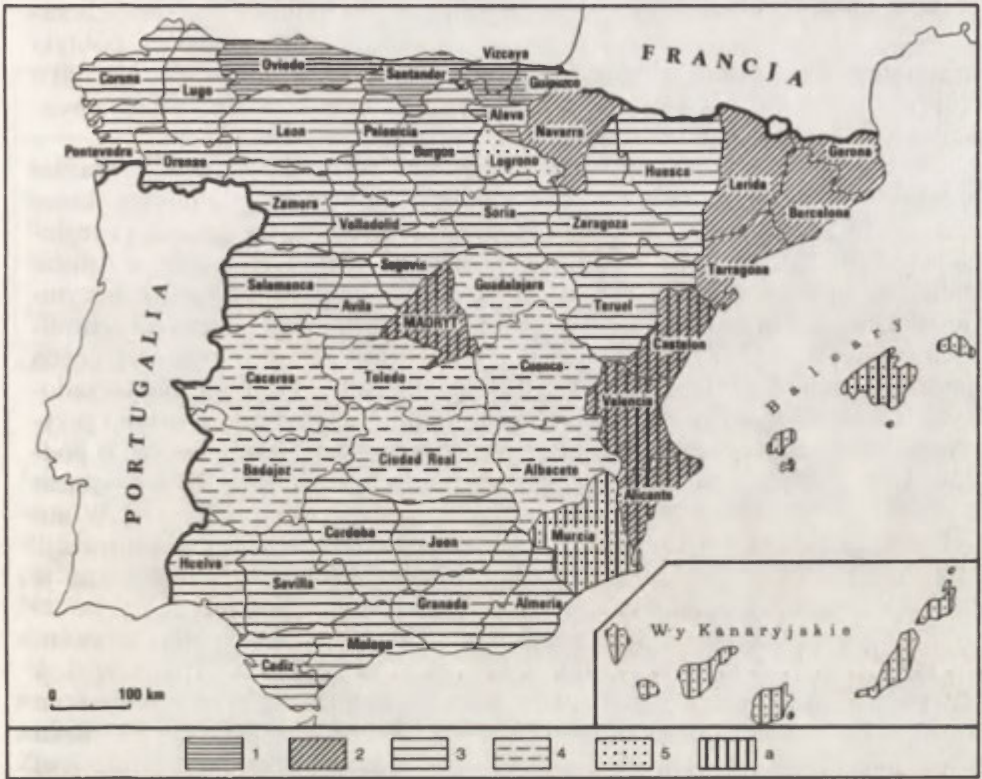 FRANCJA
Vizcaya
Oviedo
Santander
Guipuzco
Coruna
Lugo
Alava
Navarra
Leon
Palencia
Burgos
Gerona
Pontevedra
Orense
Logrono
Huesca
Lerida
Barcelona
Zamora
Valladolid
Soria
Zaragoza
Tarragona
Segovia
Salamanca
Guadalajara
Avila
Teruel
MADRYT
Castelon
PORTUGALIA
Baleary
Caceres
Toledo
Cuenca
Valencia
Badajoz
Ciudad Real
Albacete
Alicante
Murcia
Cordoba
Jaen
Huelva
Sevilla
Granada
Almeria
Malaga
Cadiz
Wy Kanaryjskie
0 100 km
1 2 3 4 5 a